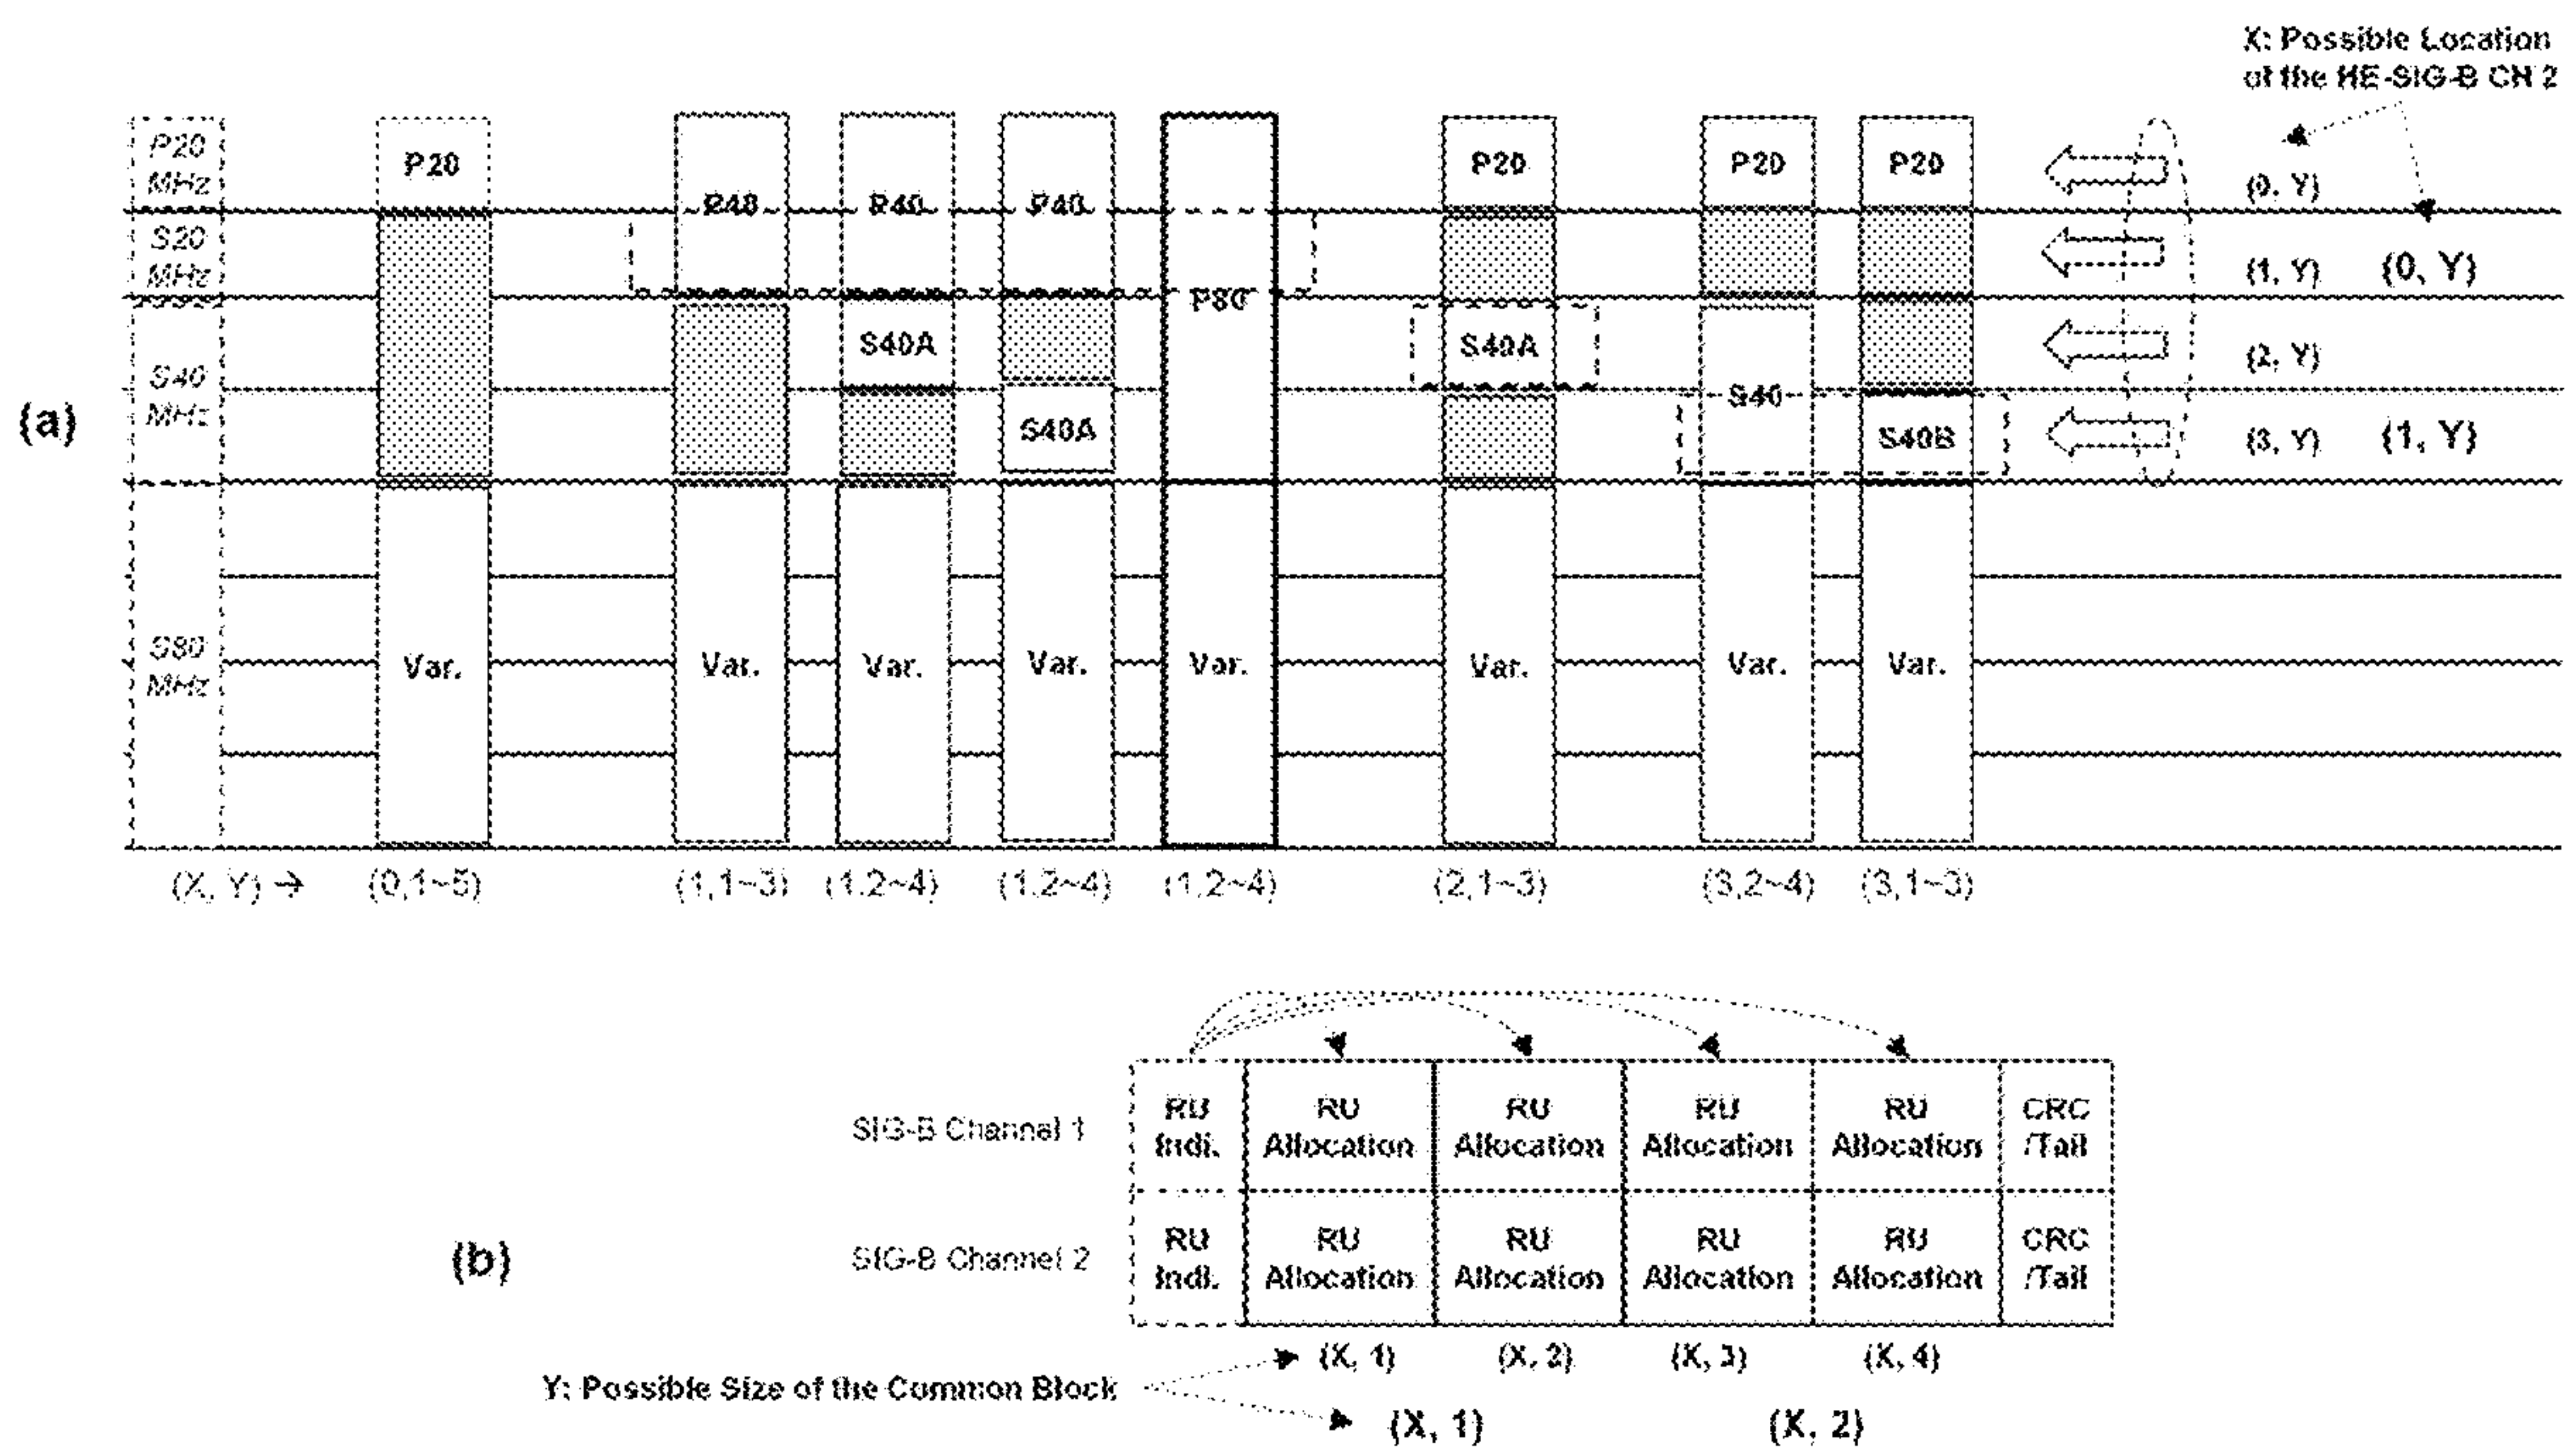 X: Possible Location
of the HE-SIG-B CH 2
P20
MHz
P20
P40
P40
P40
P20
P20
P20
(0, Y)
S20
MHz
P80
(1, Y)
(0, Y)
S40
MHz
S40A
S40A
(2, Y)
(a)
S40A
S40
S40B
(3, Y)
(1, Y)
S80
MHz
Var.
Var.
Var.
Var.
Var.
Var.
Var.
Var.
(X, Y) →
(0,1~5)
(1,1~3)
(1.2~4)
(1.2~4)
(1,2~4)
(2,1~3)
(3,2~4)
(3,1~3)
(b)
SIG-B Channel 1
RU
Indi.
RU
Allocation
RU
Allocation
RU
Allocation
RU
Allocation
CRC
/Tail
SIG-B Channel 2
RU
Indi.
RU
Allocation
RU
Allocation
RU
Allocation
RU
Allocation
CRC
/Tail
(X, 1)
(X, 2)
(X, 3)
(X, 4)
Y: Possible Size of the Common Block
(X, 1)
(X, 2)